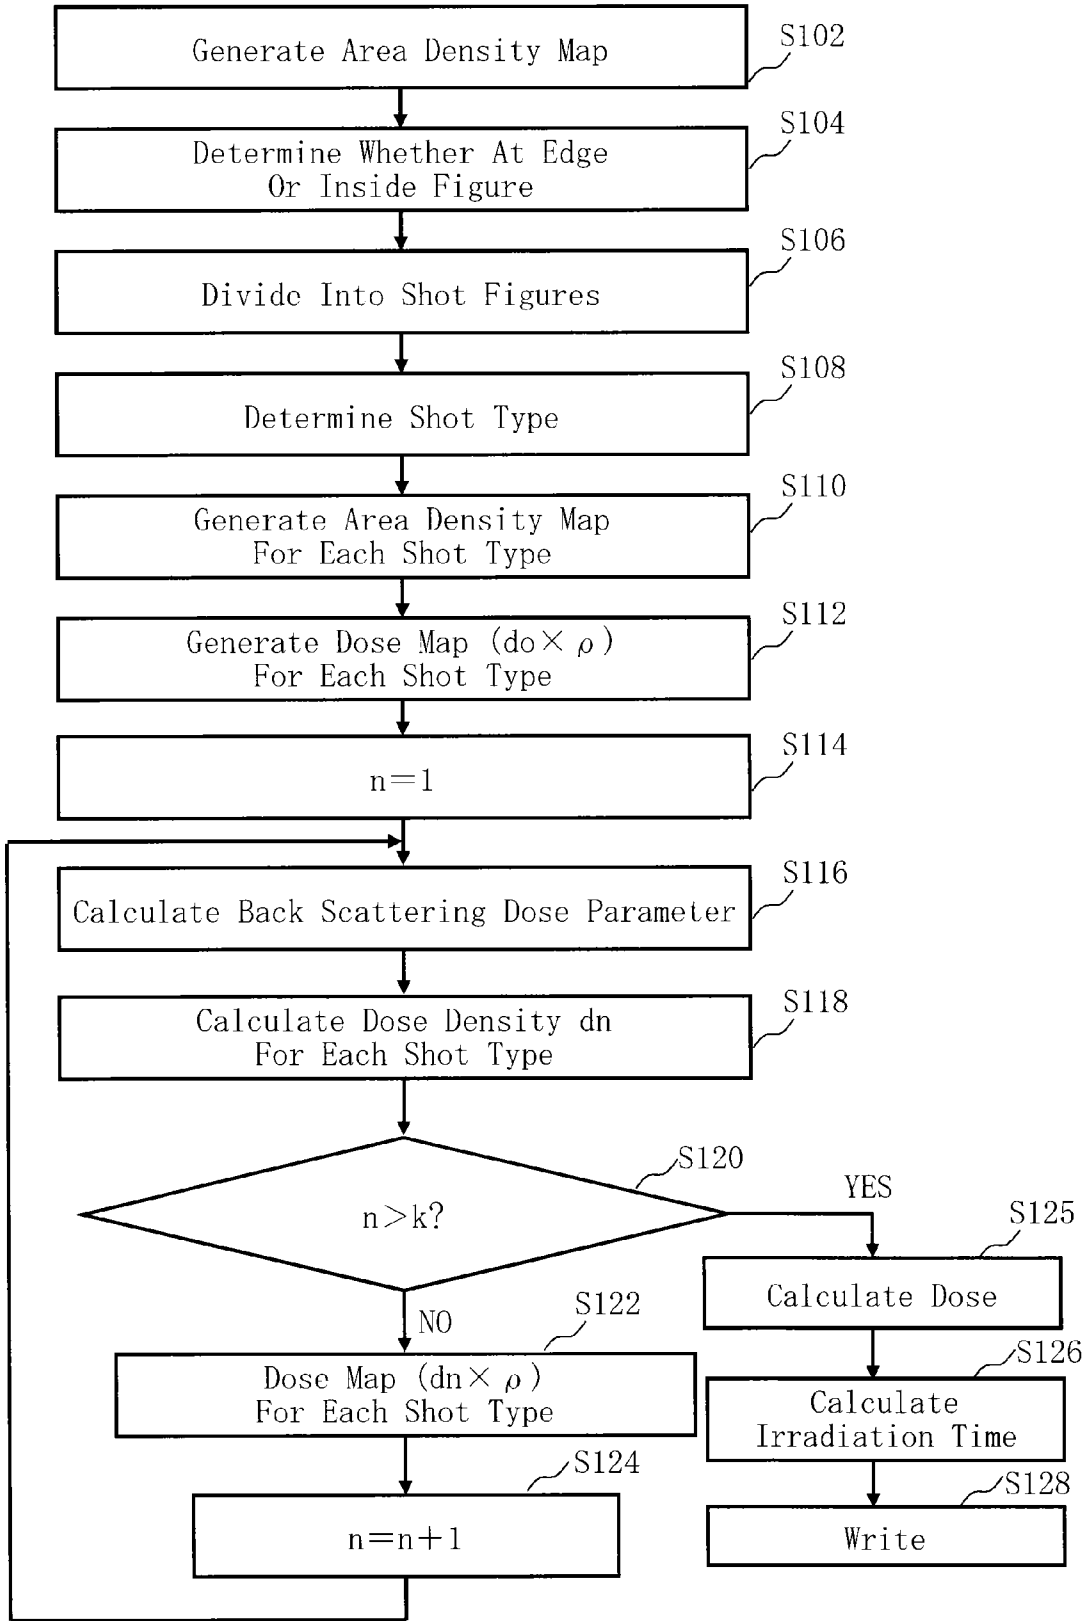 Generate Area Density Map
S102
Determine Whether At Edge
Or Inside Figure
S104
Divide Into Shot Figures
S106
Determine Shot Type
S108
Generate Area Density Map
For Each Shot Type
S110
Generate Dose Map (do× ρ)
For Each Shot Type
S112
n=1
S114
Calculate Back Scattering Dose Parameter
S116
Calculate Dose Density dn
For Each Shot Type
S118
n>k?
S120
YES
NO
S125
Calculate Dose
S122
Dose Map (dn× ρ)
For Each Shot Type
S126
Calculate
Irradiation Time
S124
n=n+1
S128
Write